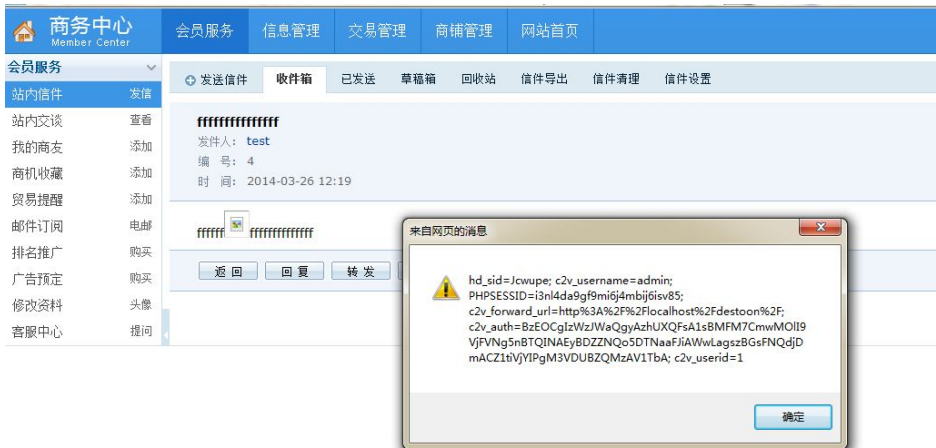 商务中心
Member Center
会员服务 信息管理 交易管理 商铺管理 网站首页
会员服务
站内信件 发信
站内交谈 查看
我的商友 添加
商机收藏 添加
贸易提醒 添加
邮件订阅 电邮
排名推广 购买
广告预定 购买
修改资料 头像
客服中心 提问
发送信件 收件箱 已发送 草稿箱 回收站 信件导出 信件清理 信件设置
fffffffffffffff
发件人: test
编 号: 4
时 间: 2014-03-26 12:19
ffffff fffffffffffffff
返 回 回 复 转 发
来自网页的消息
hd_sid=Jcwupe; c2v_username=admin;
PHPSESSID=i3nl4da9gf9mi6j4mbij6isv85;
c2v_forward_url=http%3A%2F%2Flocalhost%2Fdestoon%2F;
c2v_auth=BzEOCgIzWzJWaQgyAzhUXQFsA1sBMFM7CmwMOlI9
VjFVNg5nBTQINAEyBDZZNQo5DTNaaFJiAWwLagszBGsFNQdjD
mACZ1tiVjYIPgM3VDUBZQMzAV1TbA; c2v_userid=1
确定